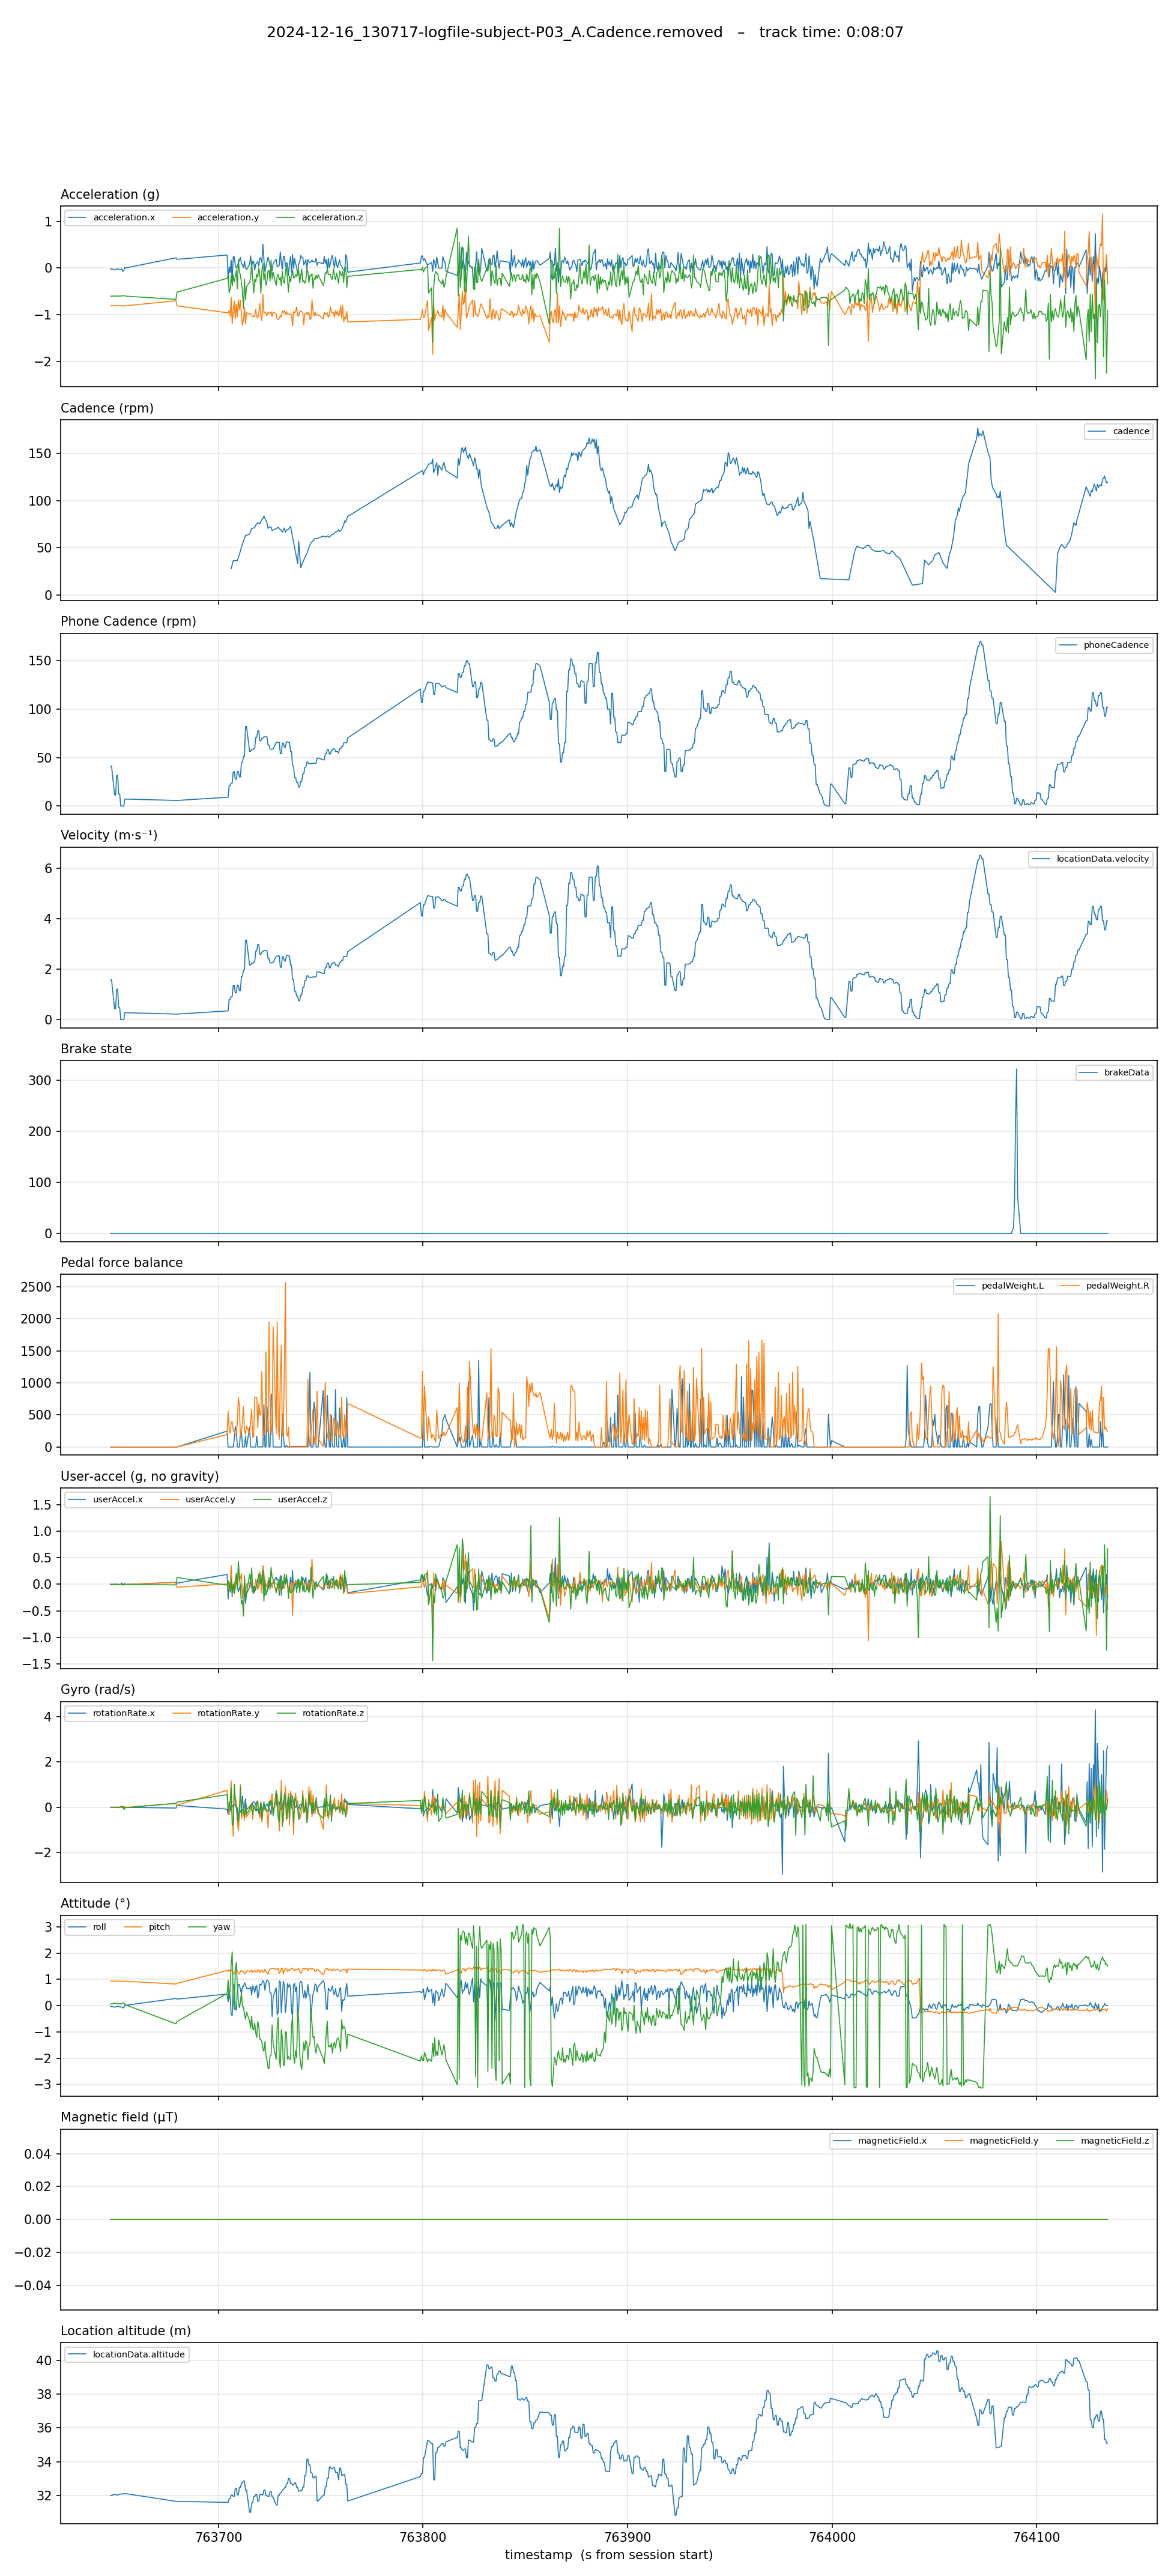 2024-12-16_130717-logfile-subject-P03_A.Cadence.removed – track time: 0:08:07
Acceleration (g)
acceleration.x acceleration.y acceleration.z
1
0
−1
−2
Cadence (rpm)
cadence
150
100
50
0
Phone Cadence (rpm)
phoneCadence
150
100
50
0
Velocity (m·s⁻¹)
locationData.velocity
6
4
2
0
Brake state
brakeData
300
200
100
0
Pedal force balance
pedalWeight.L pedalWeight.R
2500
2000
1500
1000
500
0
User-accel (g, no gravity)
userAccel.x userAccel.y userAccel.z
1.5
1.0
0.5
0.0
−0.5
−1.0
−1.5
Gyro (rad/s)
rotationRate.x rotationRate.y rotationRate.z
4
2
0
−2
Attitude (°)
roll pitch yaw
3
2
1
0
−1
−2
−3
Magnetic field (µT)
magneticField.x magneticField.y magneticField.z
0.04
0.02
0.00
−0.02
−0.04
Location altitude (m)
locationData.altitude
40
38
36
34
32
763700 763800 763900 764000 764100
timestamp (s from session start)